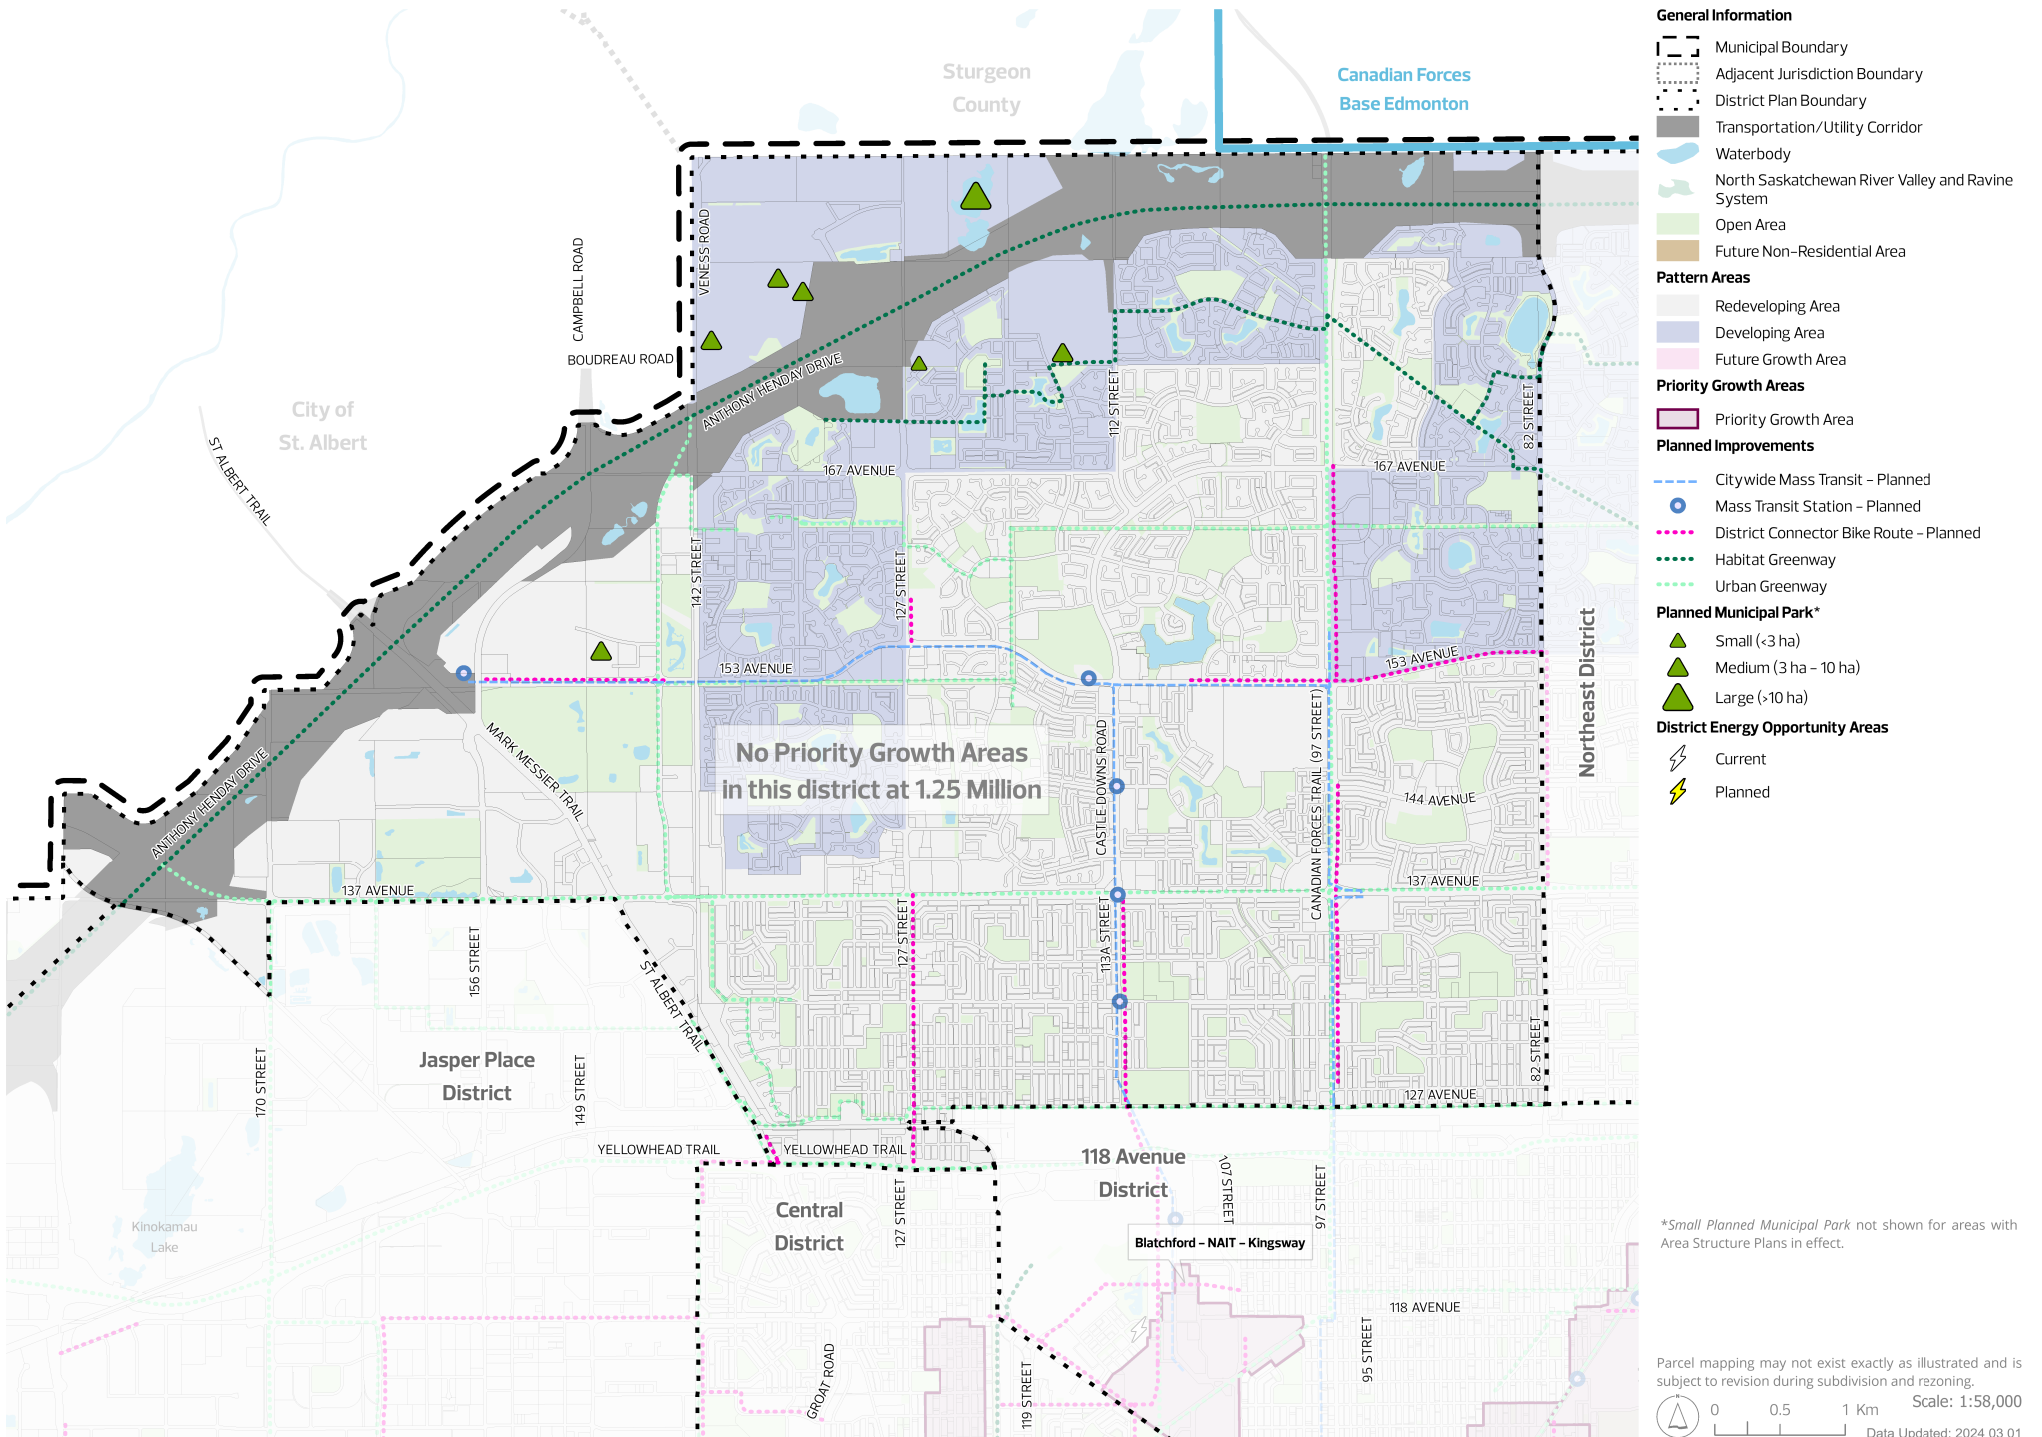 Sturgeon
County
Canadian Forces
Base Edmonton
VENESS ROAD
CAMPBELL ROAD
BOUDREAU ROAD
ANTHONY HENDAY DRIVE
112 STREET
82 STREET
City of
St. Albert
ST ALBERT TRAIL
167 AVENUE
167 AVENUE
142 STREET
127 STREET
153 AVENUE
153 AVENUE
Northeast District
MARK MESSIER TRAIL
No Priority Growth Areas
in this district at 1.25 Million
CASTLE DOWNS ROAD
CANADIAN FORCES TRAIL (97 STREET)
144 AVENUE
ANTHONY HENDAY DRIVE
137 AVENUE
137 AVENUE
156 STREET
ST ALBERT TRAIL
127 STREET
113A STREET
82 STREET
170 STREET
Jasper Place
District
149 STREET
127 AVENUE
YELLOWHEAD TRAIL
YELLOWHEAD TRAIL
118 Avenue
District
107 STREET
97 STREET
Central
District
127 STREET
Kinokamau
Lake
Blatchford – NAIT – Kingsway
118 AVENUE
95 STREET
GROAT ROAD
119 STREET
General Information
Municipal Boundary
Adjacent Jurisdiction Boundary
District Plan Boundary
Transportation/Utility Corridor
Waterbody
North Saskatchewan River Valley and Ravine
System
Open Area
Future Non-Residential Area
Pattern Areas
Redeveloping Area
Developing Area
Future Growth Area
Priority Growth Areas
Priority Growth Area
Planned Improvements
Citywide Mass Transit - Planned
Mass Transit Station - Planned
District Connector Bike Route - Planned
Habitat Greenway
Urban Greenway
Planned Municipal Park*
Small (<3 ha)
Medium (3 ha - 10 ha)
Large (>10 ha)
District Energy Opportunity Areas
Current
Planned
*Small Planned Municipal Park not shown for areas with
Area Structure Plans in effect.
Parcel mapping may not exist exactly as illustrated and is
subject to revision during subdivision and rezoning.
N
0 0.5 1 Km
Scale: 1:58,000
Data Updated: 2024 03 01